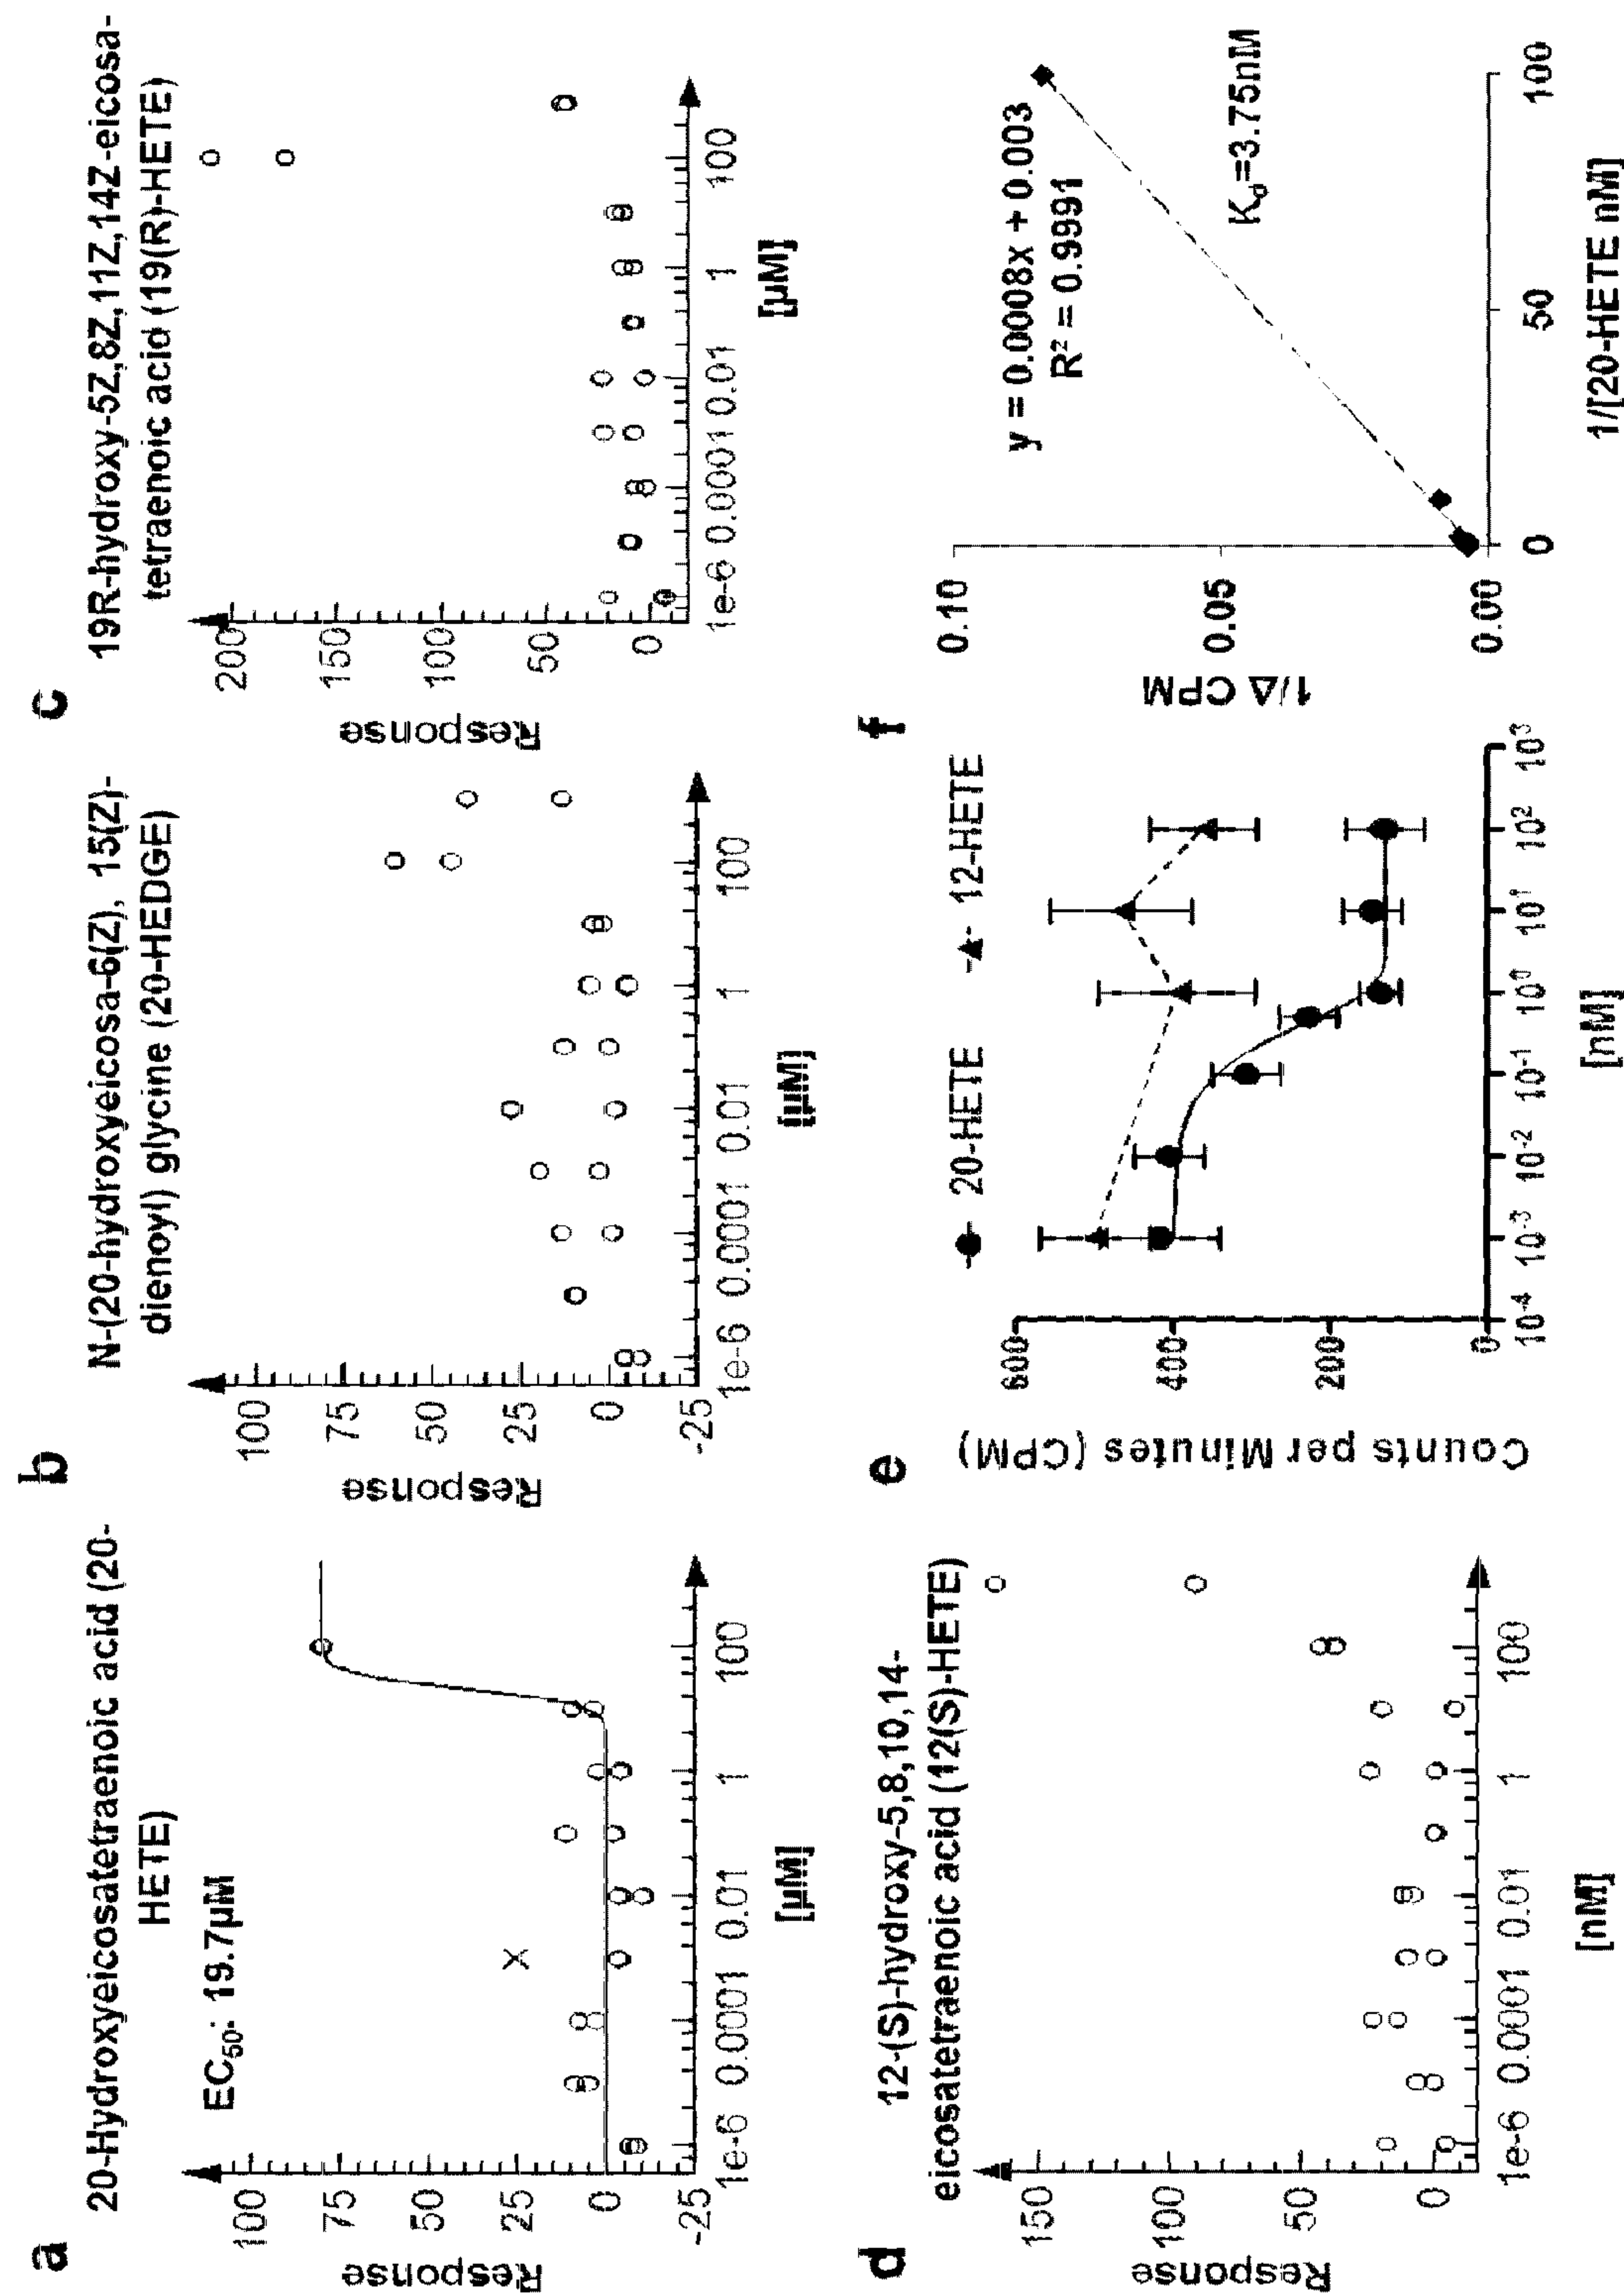 a
20-Hydroxyeicosatetraenoic acid (20-
HETE)
EC50: 19.7µM
Response
100
75
50
25
0
-25
1e-6 0.0001 0.01 1 100
[µM]
b
N-(20-hydroxyeicosa-6(Z), 15(Z)-
dienoyl) glycine (20-HEDGE)
Response
100
75
50
25
0
-25
1e-6 0.0001 0.01 1 100
[µM]
c
19R-hydroxy-5Z,8Z,11Z,14Z-eicosa-
tetraenoic acid (19(R)-HETE)
Response
200
150
100
50
0
1e-6 0.0001 0.01 1 100
[µM]
d
12-(S)-hydroxy-5,8,10,14-
eicosatetraenoic acid (12(S)-HETE)
Response
150
100
50
0
1e-6 0.0001 0.01 1 100
[nM]
e
20-HETE 12-HETE
Counts per Minutes (CPM)
600
400
200
0
10-4 10-3 10-2 10-1 100 101 102 103
[nM]
f
1/Δ CPM
0.10
0.05
0.00
y = 0.0008x + 0.003
R² = 0.9991
Kd=3.75nM
0 50 100
1/[20-HETE nM]